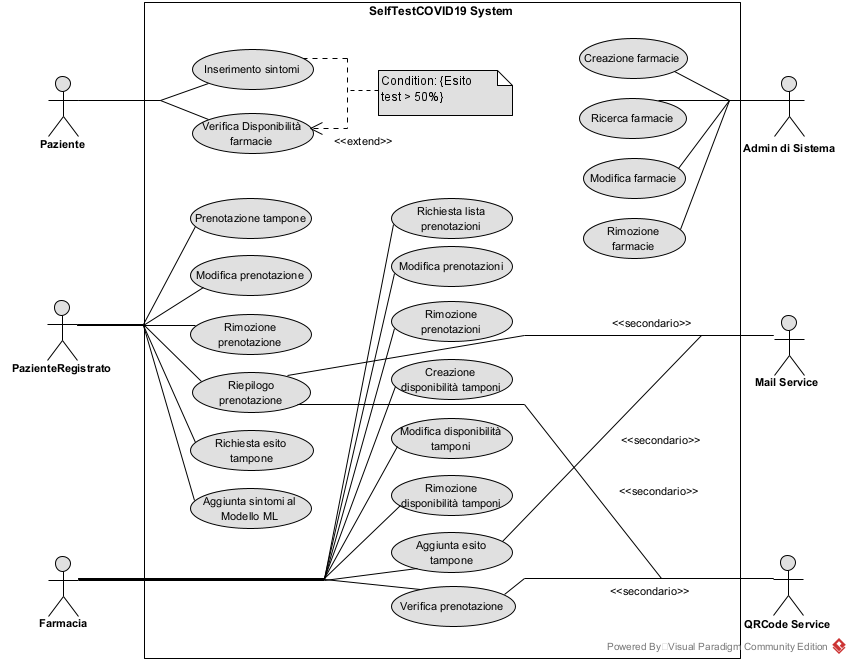 SelfTestCOVID19 System
Inserimento sintomi
Condition: {Esito
test > 50%}
Verifica Disponibilità
farmacie
<<extend>>
Paziente
Creazione farmacie
Ricerca farmacie
Modifica farmacie
Rimozione
farmacie
Admin di Sistema
Prenotazione tampone
Modifica prenotazione
Rimozione
prenotazione
Riepilogo
prenotazione
Richiesta esito
tampone
Aggiunta sintomi al
Modello ML
PazienteRegistrato
Richiesta lista
prenotazioni
Modifica prenotazioni
Rimozione
prenotazioni
Creazione
disponibilità tamponi
Modifica disponibilità
tamponi
Rimozione
disponibilità tamponi
Aggiunta esito
tampone
Verifica prenotazione
Farmacia
<<secondario>>
Mail Service
<<secondario>>
<<secondario>>
<<secondario>>
QRCode Service
Powered By Visual Paradigm Community Edition